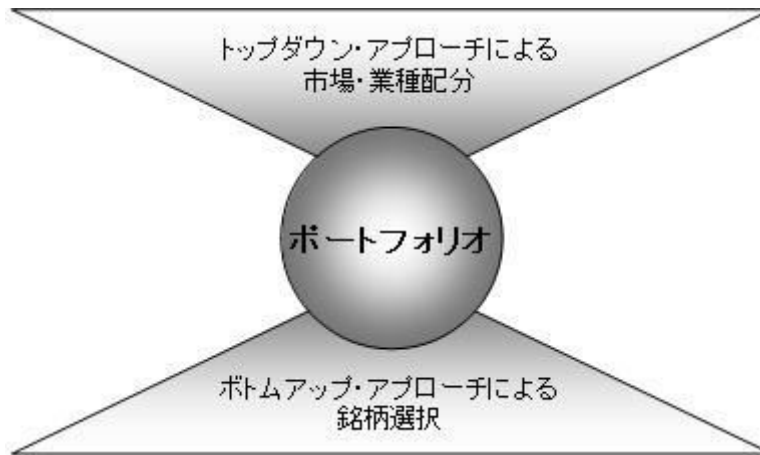 トップダウン・アプローチによる
市場・業種配分
ポートフォリオ
ボトムアップ・アプローチによる
銘柄選択